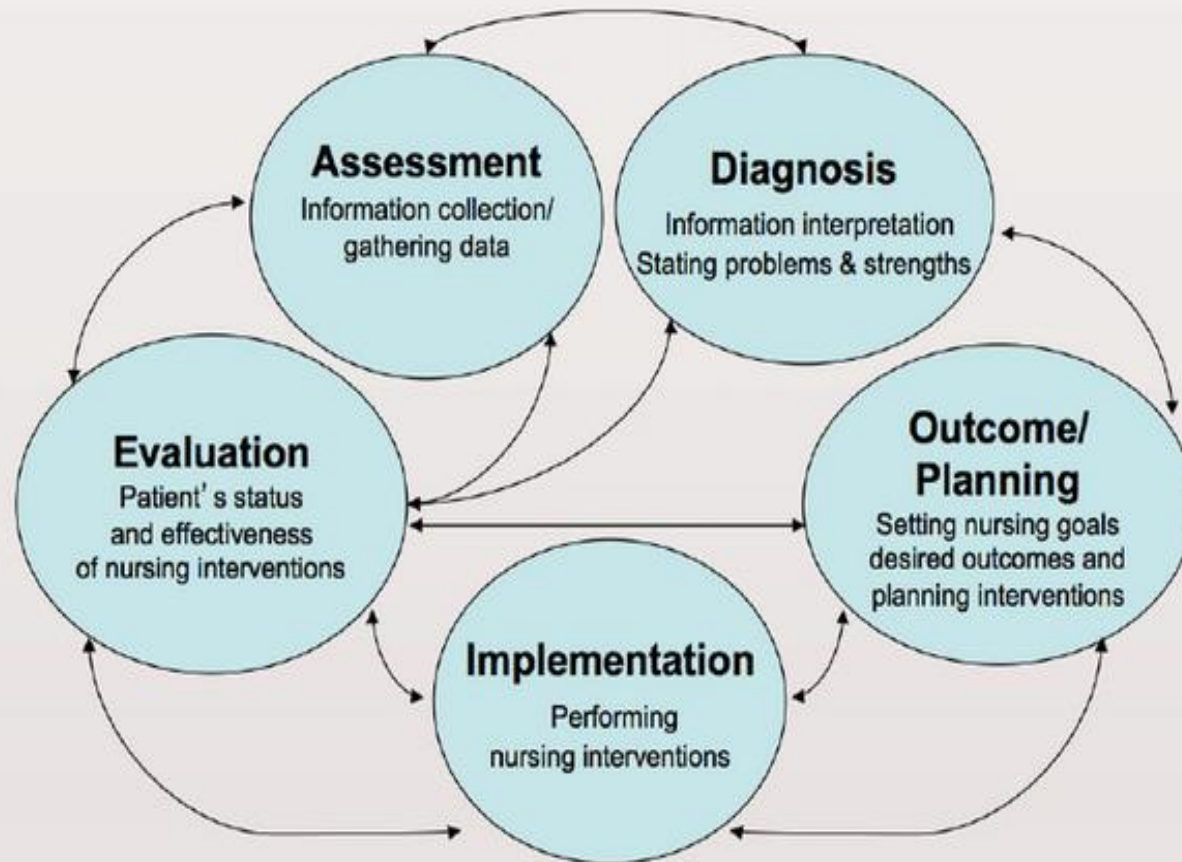 Assessment
Information collection/
gathering data
Diagnosis
Information interpretation
Stating problems & strengths
Evaluation
Patient's status
and effectiveness
of nursing interventions
Outcome/
Planning
Setting nursing goals
desired outcomes and
planning interventions
Implementation
Performing
nursing interventions